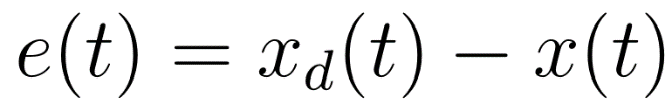 e(t) = x_d(t) − x(t)